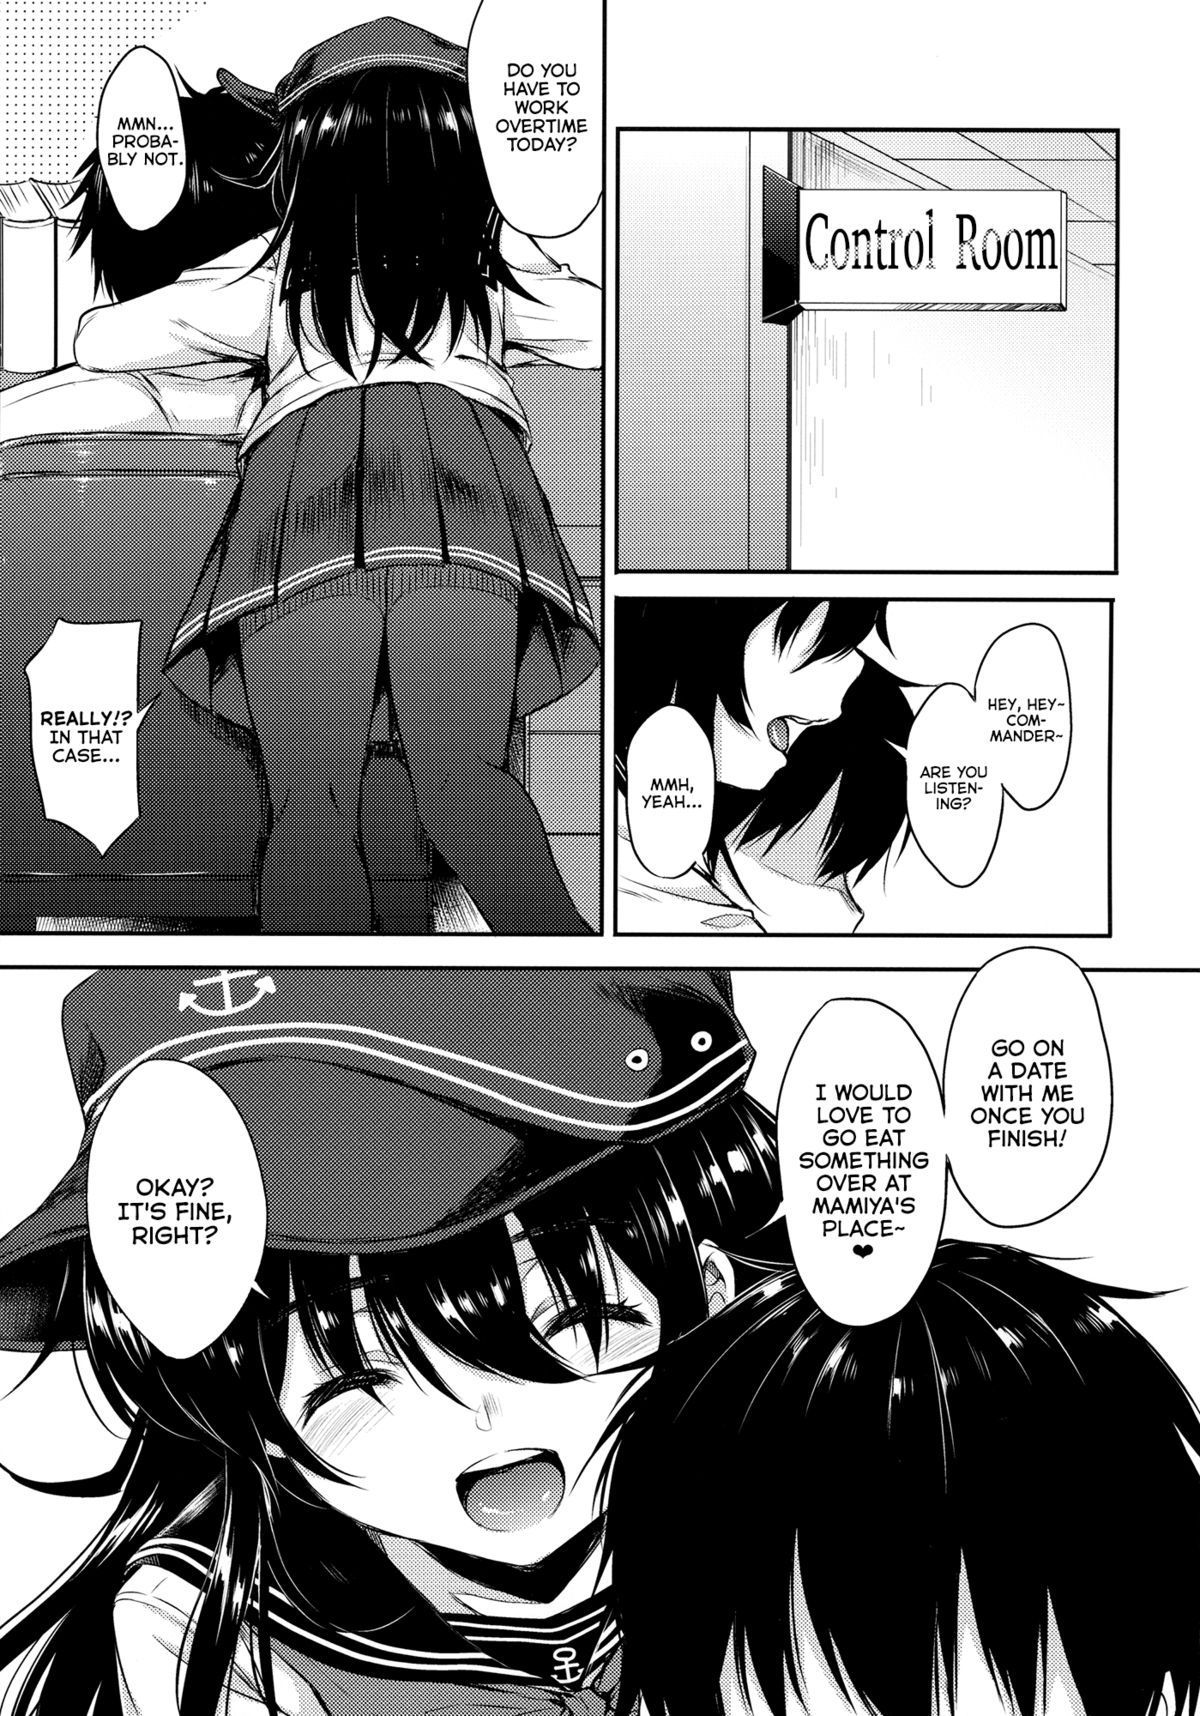 Control Room
HEY, HEY~
COM-
MANDER~
ARE YOU
LISTEN-
ING?
MMH,
YEAH...
DO YOU
HAVE TO
WORK
OVERTIME
TODAY?
MMN...
PROBA-
BLY NOT.
REALLY!?
IN THAT
CASE...
GO ON
A DATE
WITH ME
ONCE YOU
FINISH!
I WOULD
LOVE TO
GO EAT
SOMETHING
OVER AT
MAMIYA'S
PLACE~
❤
OKAY?
IT'S FINE,
RIGHT?